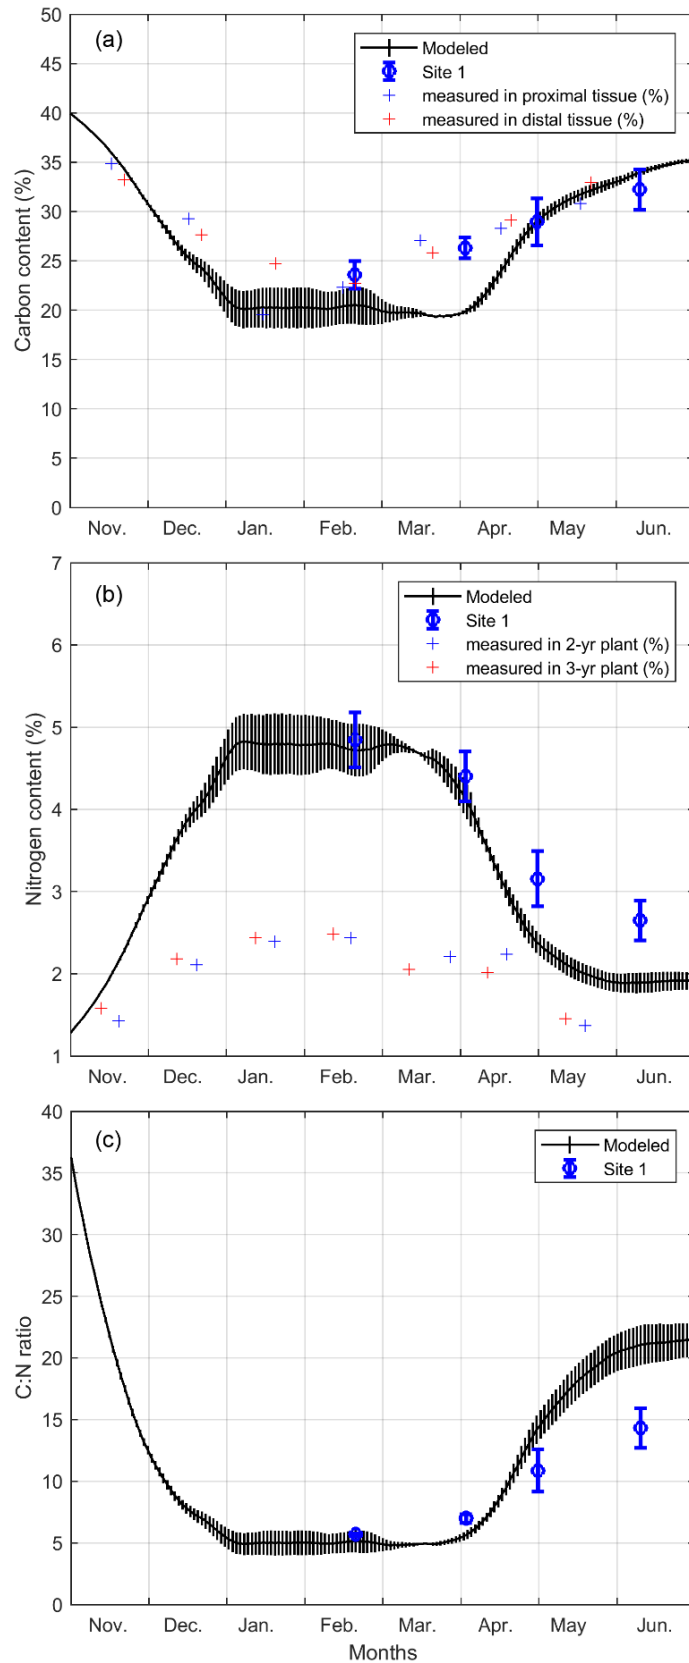 (a)
Modeled
Site 1
measured in proximal tissue (%)
measured in distal tissue (%)
Carbon content (%)
50
45
40
35
30
25
20
15
10
5
0
Nov. Dec. Jan. Feb. Mar. Apr. May Jun.
(b)
Modeled
Site 1
measured in 2-yr plant (%)
measured in 3-yr plant (%)
Nitrogen content (%)
7
6
5
4
3
2
1
Nov. Dec. Jan. Feb. Mar. Apr. May Jun.
(c)
Modeled
Site 1
C:N ratio
40
35
30
25
20
15
10
5
0
Nov. Dec. Jan. Feb. Mar. Apr. May Jun.
Months